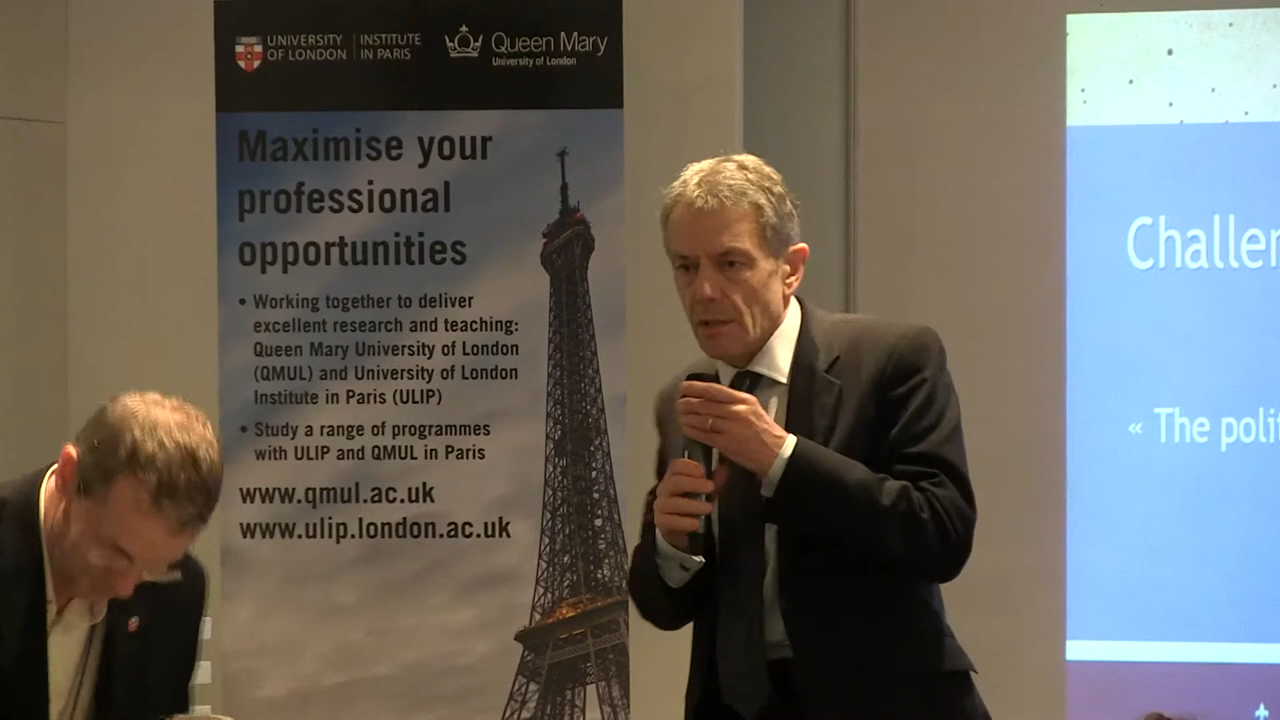 UNIVERSITY OF LONDON
INSTITUTE IN PARIS
Queen Mary
University of London
Maximise your
professional
opportunities
• Working together to deliver
excellent research and teaching:
Queen Mary University of London
(QMUL) and University of London
Institute in Paris (ULIP)
• Study a range of programmes
with ULIP and QMUL in Paris
www.qmul.ac.uk
www.ulip.london.ac.uk
Challen
« The polit